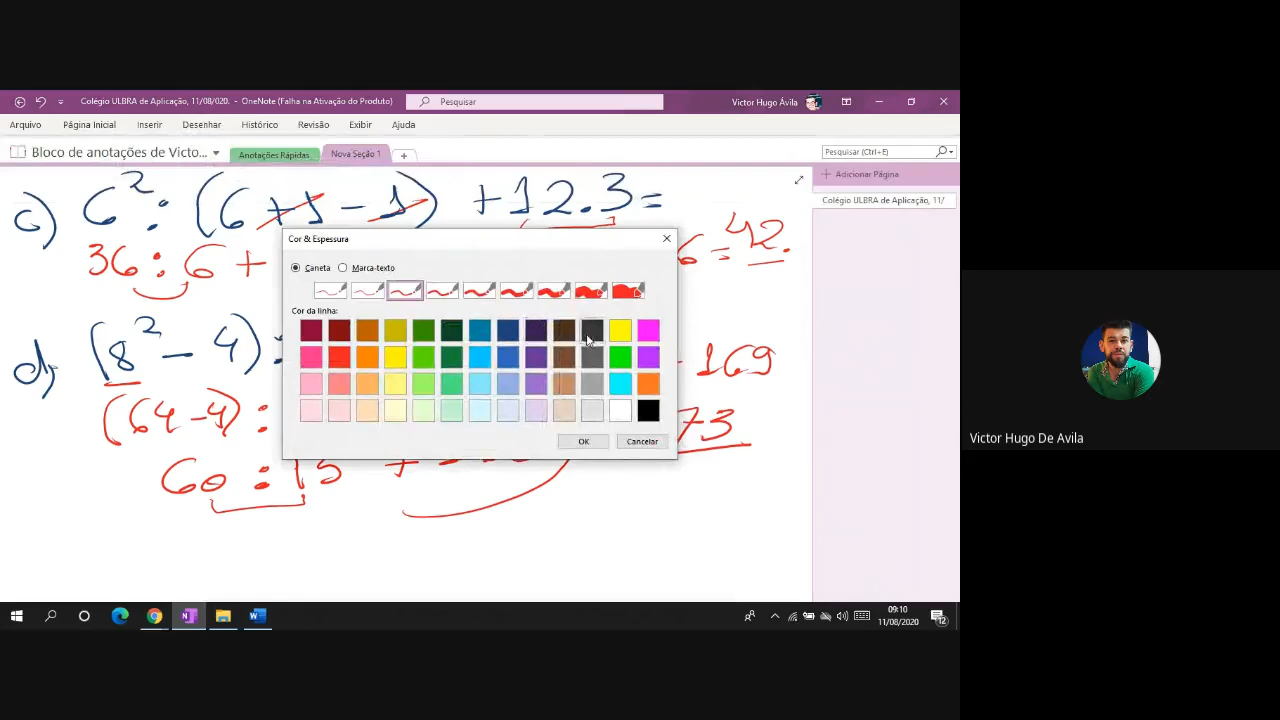 Colégio ULBRA de Aplicação, 11/08/020. - OneNote (Falha na Ativação do Produto)
Pesquisar
Victor Hugo Ávila
Arquivo Página Inicial Inserir Desenhar Histórico Revisão Exibir Ajuda
Bloco de anotações de Victo...
Anotações Rápidas
Nova Seção 1
Pesquisar (Ctrl+E)
Adicionar Página
Colégio ULBRA de Aplicação, 11/
c) 6² : (6 + 1 - 1) + 12.3 =
36 : 6 +
6 = 42.
Cor & Espessura
Caneta Marca-texto
Cor da linha:
OK Cancelar
d) (8² - 4) :
- 169
(64 - 4) :
73
60 : 15 +
Victor Hugo De Avila
09:10
11/08/2020
12